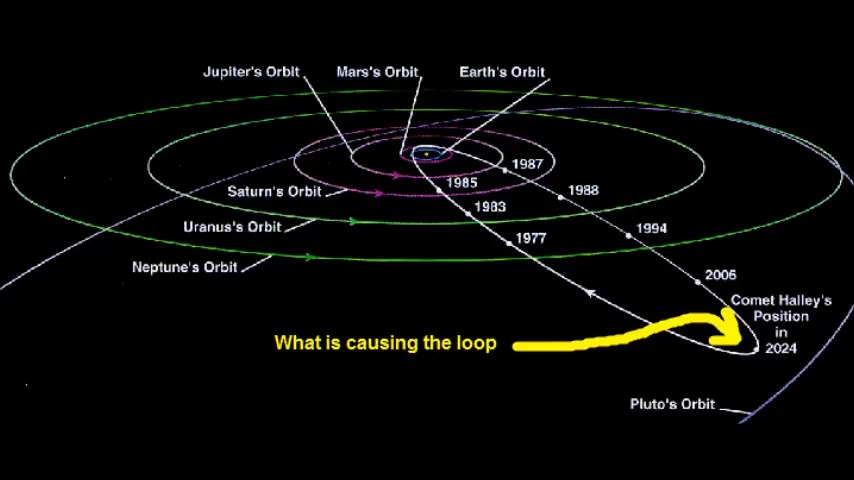 Jupiter's Orbit
Mars's Orbit
Earth's Orbit
1987
1985
1988
Saturn's Orbit
1983
Uranus's Orbit
1994
1977
Neptune's Orbit
2005
Comet Halley's
Position
in
2024
What is causing the loop
Pluto's Orbit